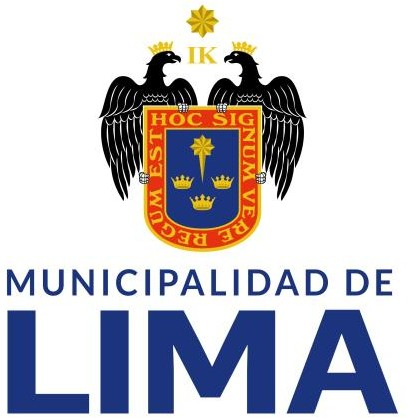 IK
HOC SIGNUM VERE REGUM EST
MUNICIPALIDAD DE
LIMA